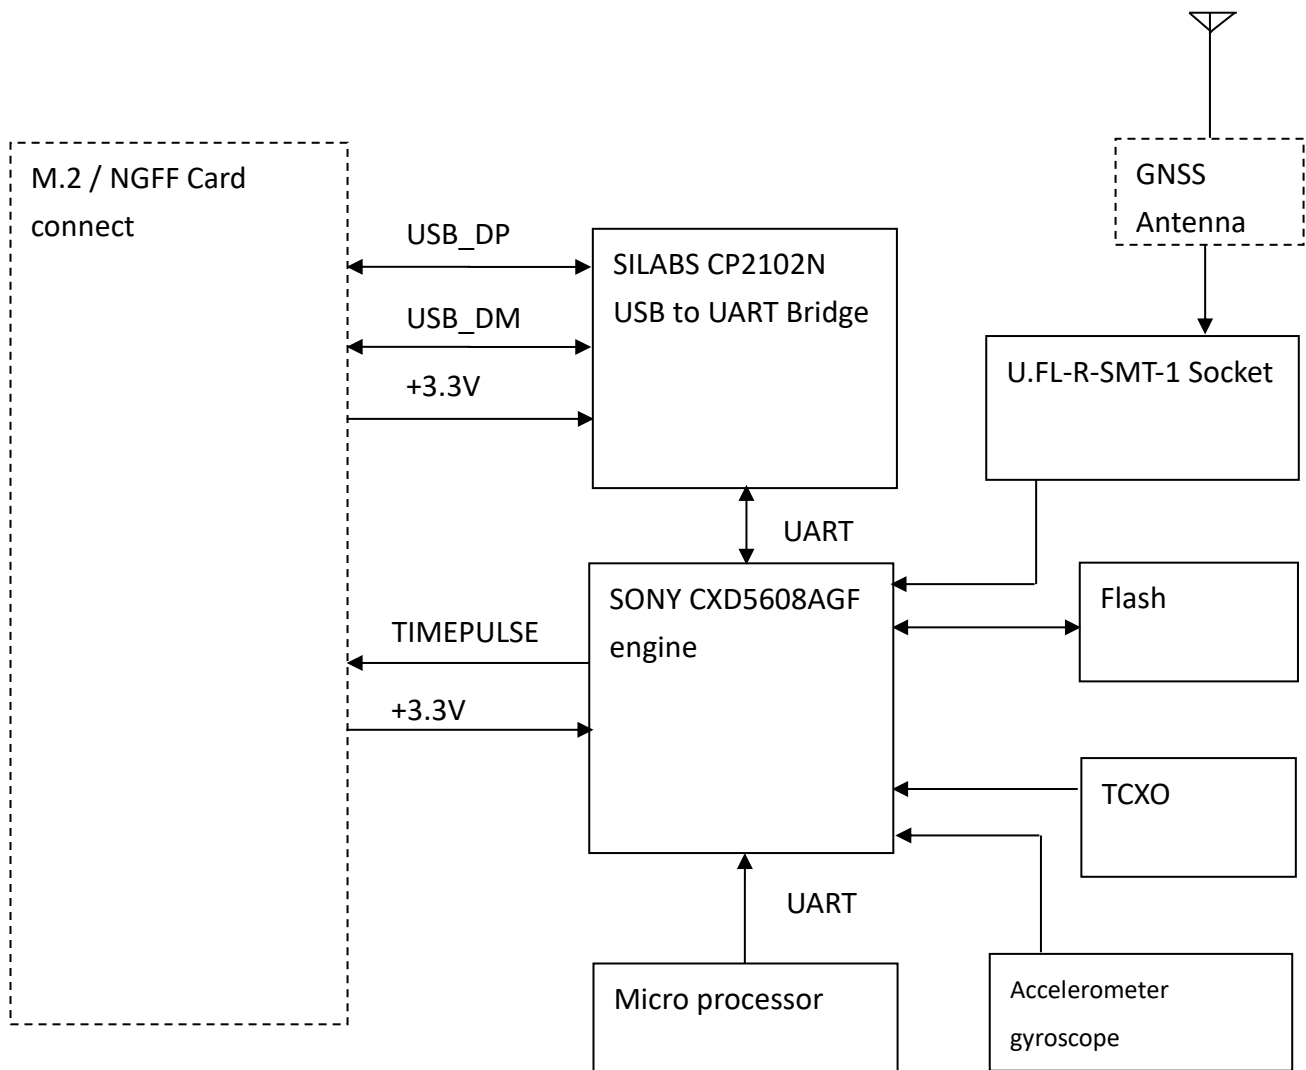 M.2 / NGFF Card
connect
USB_DP
USB_DM
+3.3V
SILABS CP2102N
USB to UART Bridge
GNSS
Antenna
U.FL-R-SMT-1 Socket
UART
TIMEPULSE
+3.3V
SONY CXD5608AGF
engine
Flash
TCXO
UART
Micro processor
Accelerometer
gyroscope